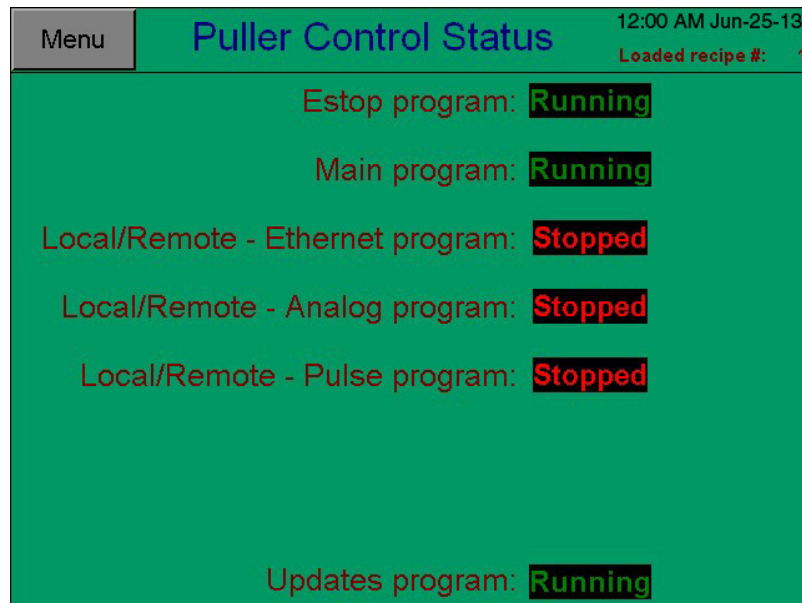 Menu
Puller Control Status
12:00 AM Jun-25-13
Loaded recipe #:
Estop program: Running
Main program: Running
Local/Remote - Ethernet program: Stopped
Local/Remote - Analog program: Stopped
Local/Remote - Pulse program: Stopped
Updates program: Running